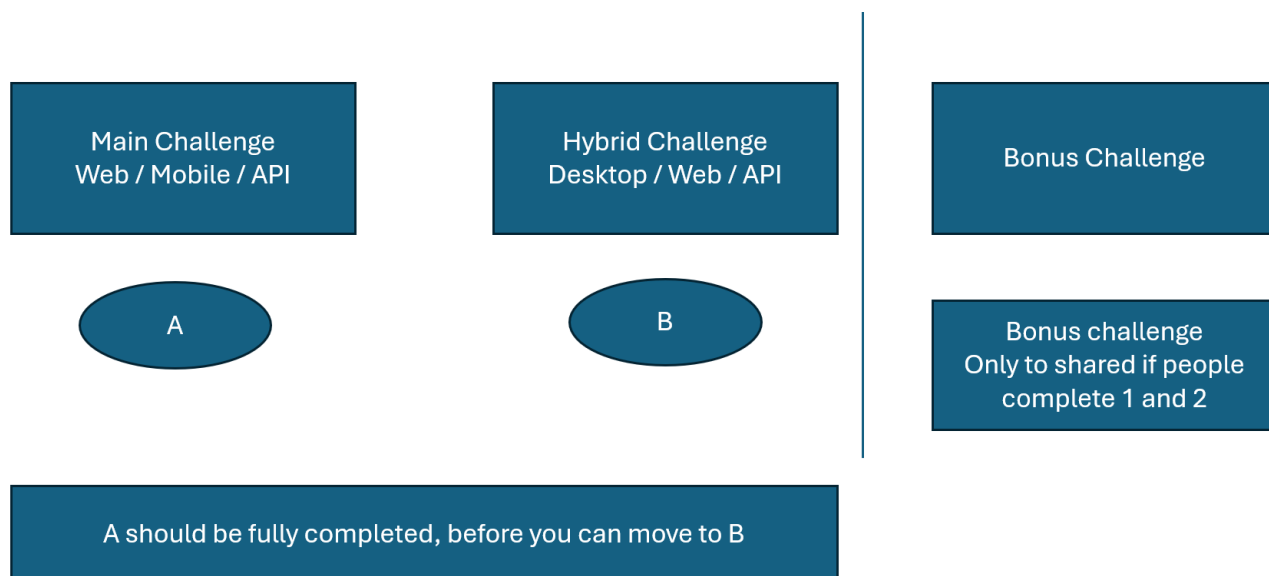 Main Challenge
Web / Mobile / API
Hybrid Challenge
Desktop / Web / API
Bonus Challenge
A
B
Bonus challenge
Only to shared if people
complete 1 and 2
A should be fully completed, before you can move to B